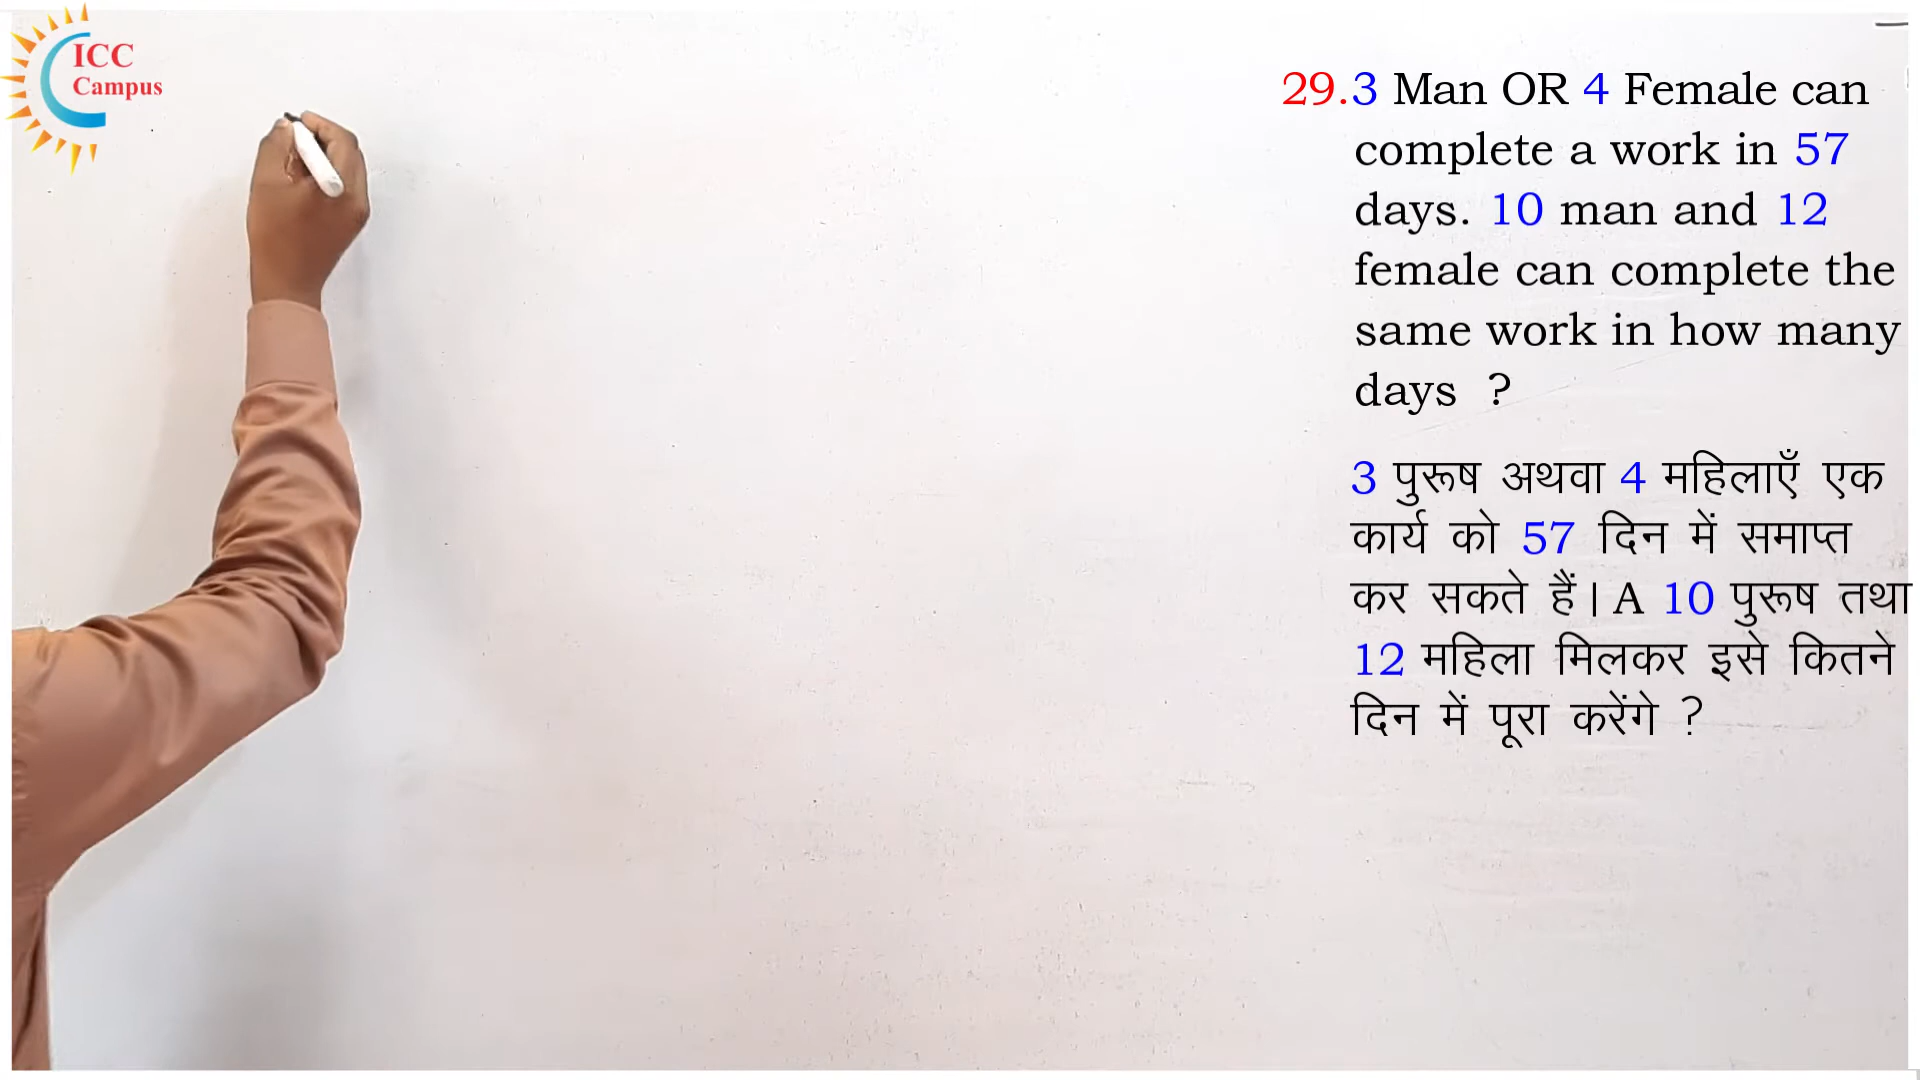 ICC
Campus
29.3 Man OR 4 Female can
complete a work in 57
days. 10 man and 12
female can complete the
same work in how many
days ?
3 पुरूष अथवा 4 महिलाएँ एक
कार्य को 57 दिन में समाप्त
कर सकते हैं। A 10 पुरूष तथा
12 महिला मिलकर इसे कितने
दिन में पूरा करेंगे ?